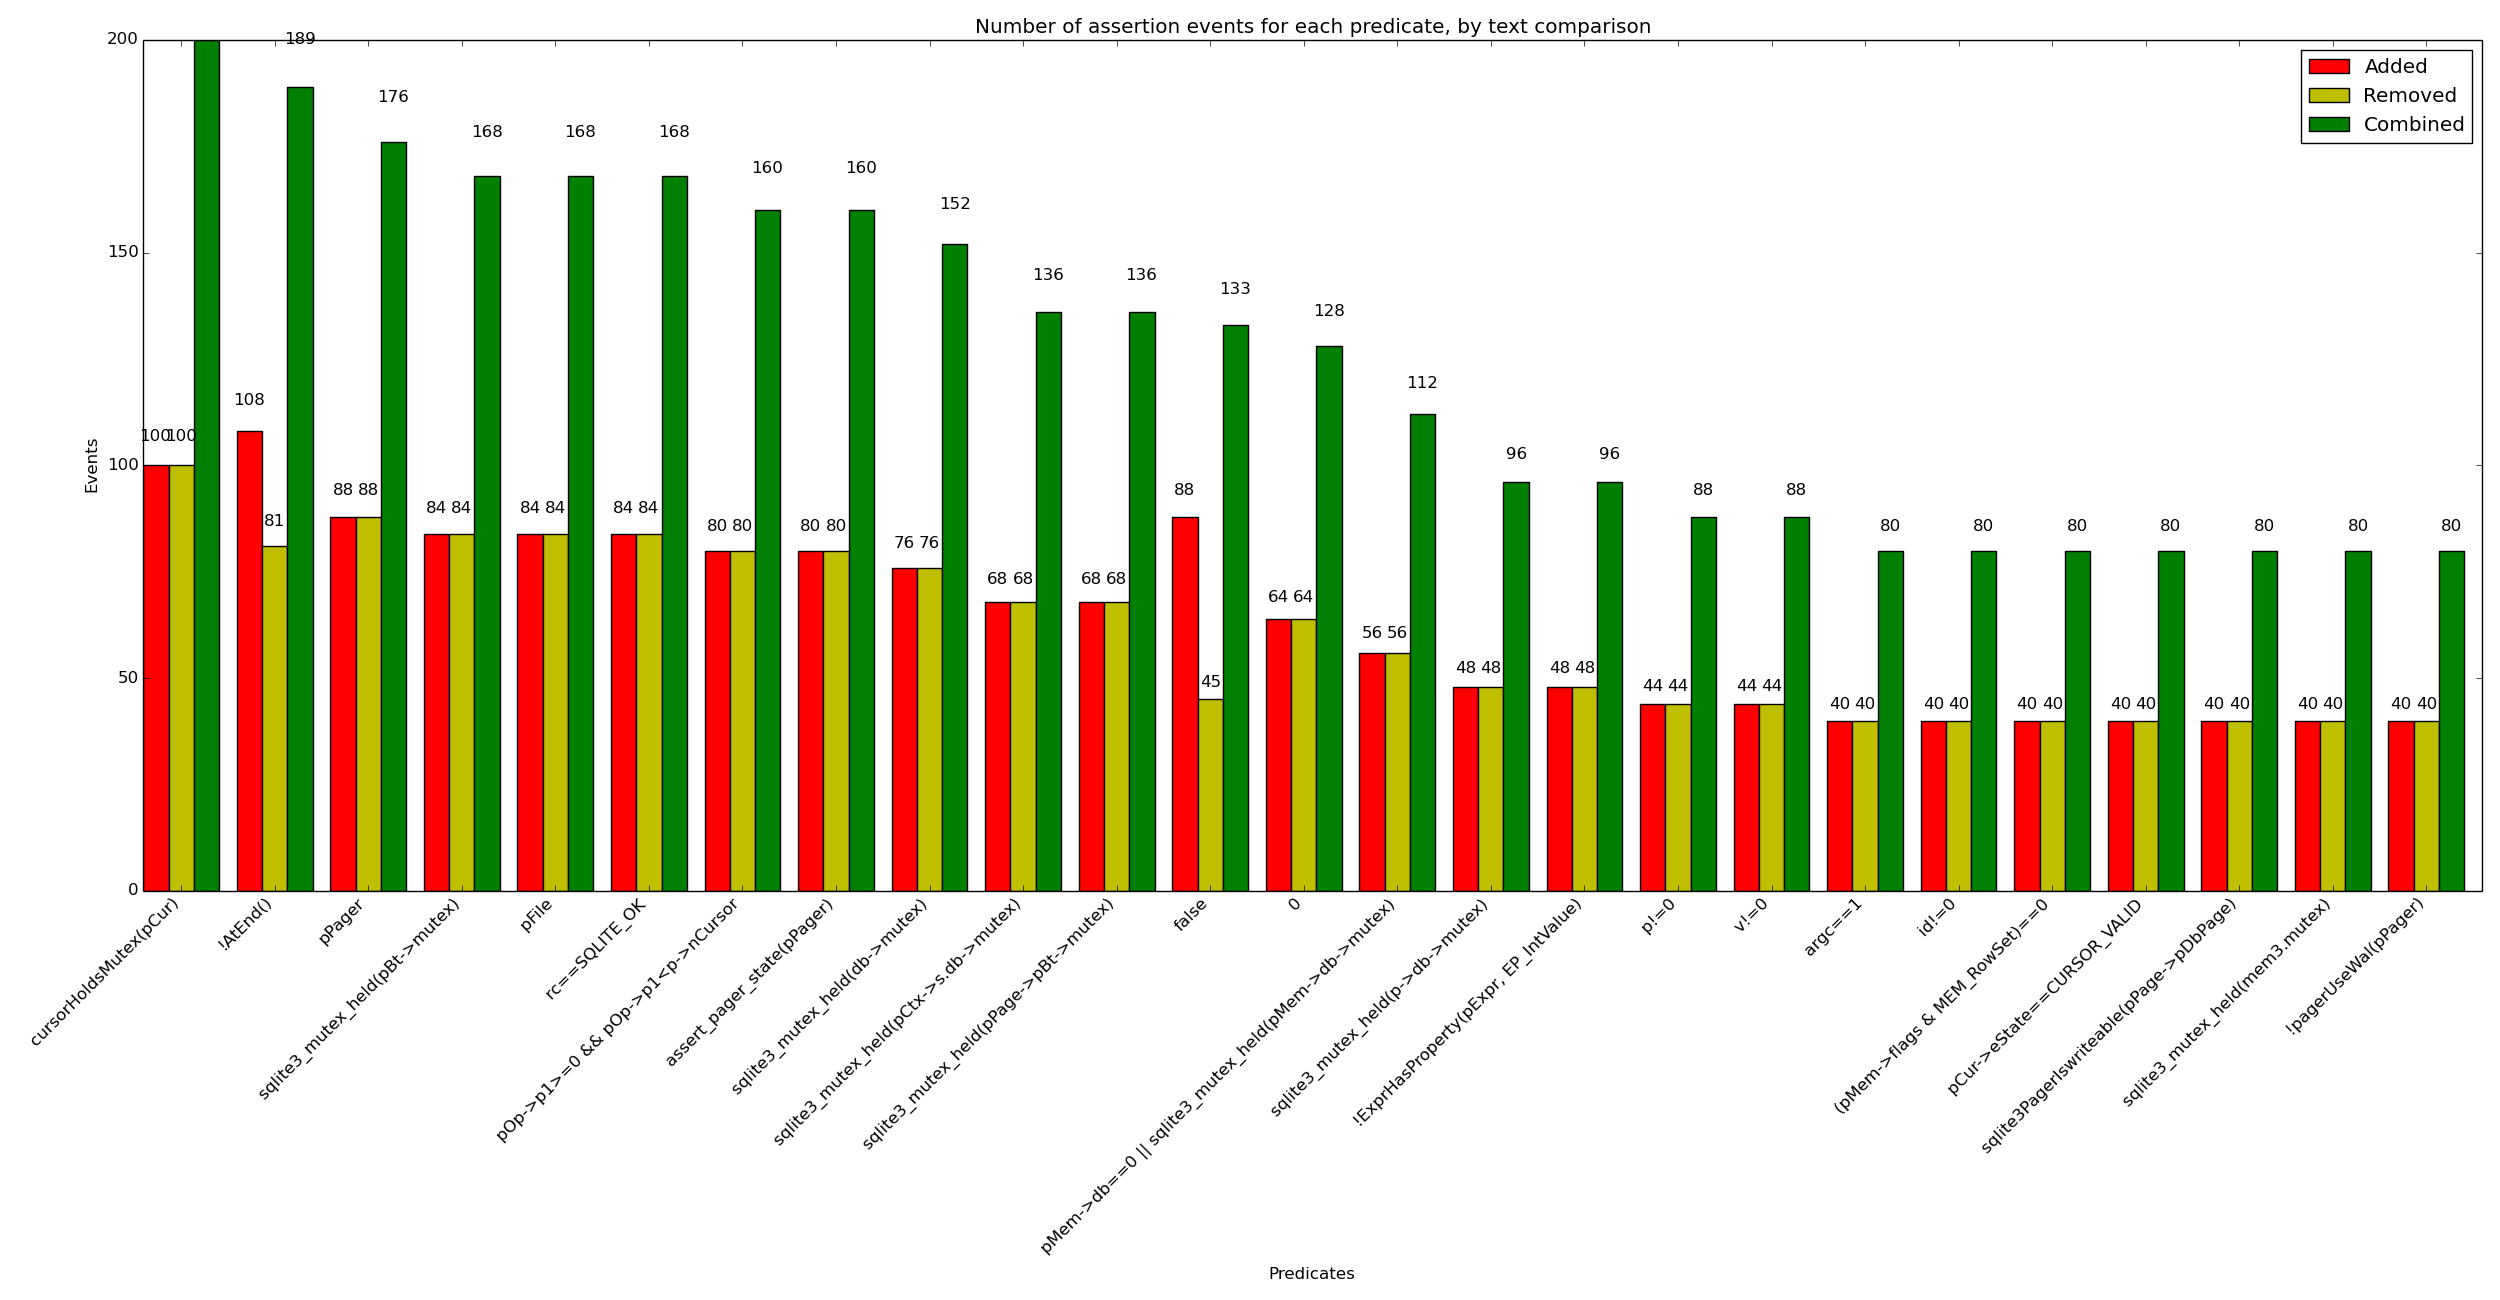 Number of assertion events for each predicate, by text comparison
Added
Removed
Combined
Events
200
150
100
50
0
100 100
108 81 189
88 88 176
84 84 168
84 84 168
84 84 168
80 80 160
80 80 160
76 76 152
68 68 136
68 68 136
88 45 133
64 64 128
56 56 112
48 48 96
48 48 96
44 44 88
44 44 88
40 40 80
40 40 80
40 40 80
40 40 80
40 40 80
40 40 80
40 40 80
cursorHoldsMutex(pCur)
!AtEnd()
pPager
sqlite3_mutex_held(pBt->mutex)
pFile
rc==SQLITE_OK
pOp->p1>=0 && pOp->p1<p->nCursor
assert_pager_state(pPager)
sqlite3_mutex_held(db->mutex)
sqlite3_mutex_held(pCtx->s.db->mutex)
sqlite3_mutex_held(pPage->pBt->mutex)
false
0
pMem->db==0 || sqlite3_mutex_held(pMem->db->mutex)
sqlite3_mutex_held(p->db->mutex)
!ExprHasProperty(pExpr, EP_IntValue)
p!=0
v!=0
argc==1
id!=0
(pMem->flags & MEM_RowSet)==0
pCur->eState==CURSOR_VALID
sqlite3PagerIswriteable(pPage->pDbPage)
sqlite3_mutex_held(mem3.mutex)
!pagerUseWal(pPager)
Predicates